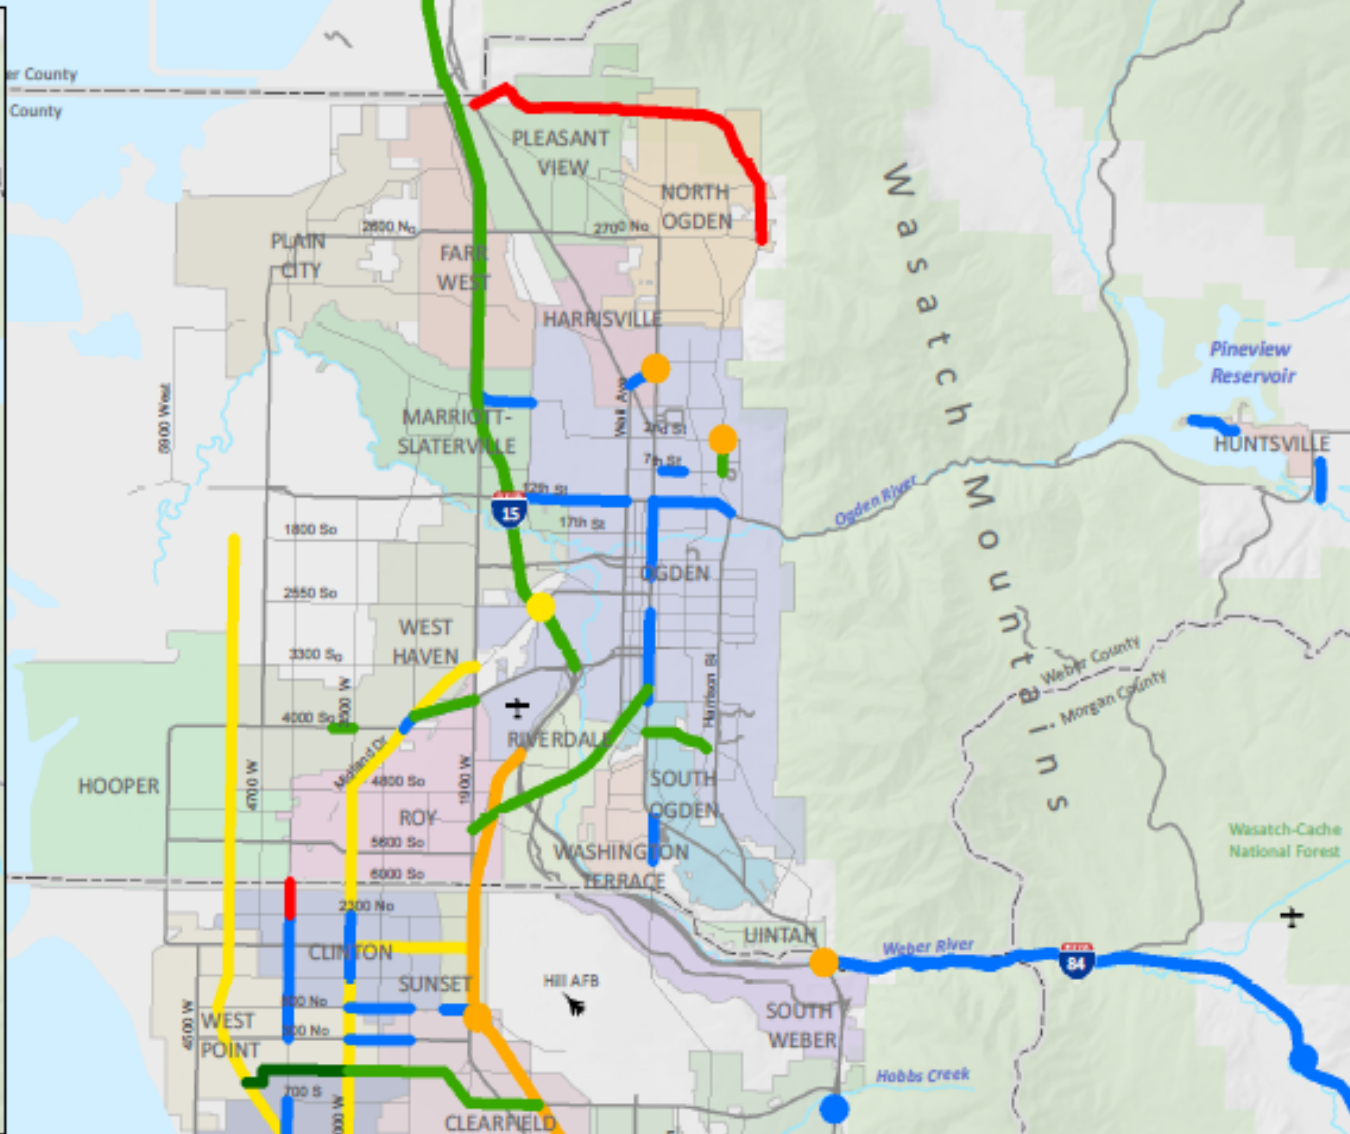 er County
County
PLEASANT
VIEW
NORTH
OGDEN
2600 No
2700 No
PLAIN
CITY
FARR
WEST
HARRISVILLE
Wasatch
Mountains
Pineview
Reservoir
HUNTSVILLE
5900 West
MARRIOTT-
SLATERVILLE
Wall Ave
2nd St
7th St
12th St
15
17th St
Ogden River
1800 So
OGDEN
2550 So
WEST
HAVEN
3300 So
Weber County
Morgan County
Harrison Bl
4000 So
RIVERDALE
Midland Dr
HOOPER
4700 W
4800 So
1900 W
SOUTH
OGDEN
ROY
5600 So
WASHINGTON
TERRACE
6000 So
Wasatch-Cache
National Forest
2300 No
UINTAH
Weber River
84
CLINTON
SUNSET
Hill AFB
4500 W
WEST
POINT
SOUTH
WEBER
Hobbs Creek
700 S
CLEARFIELD